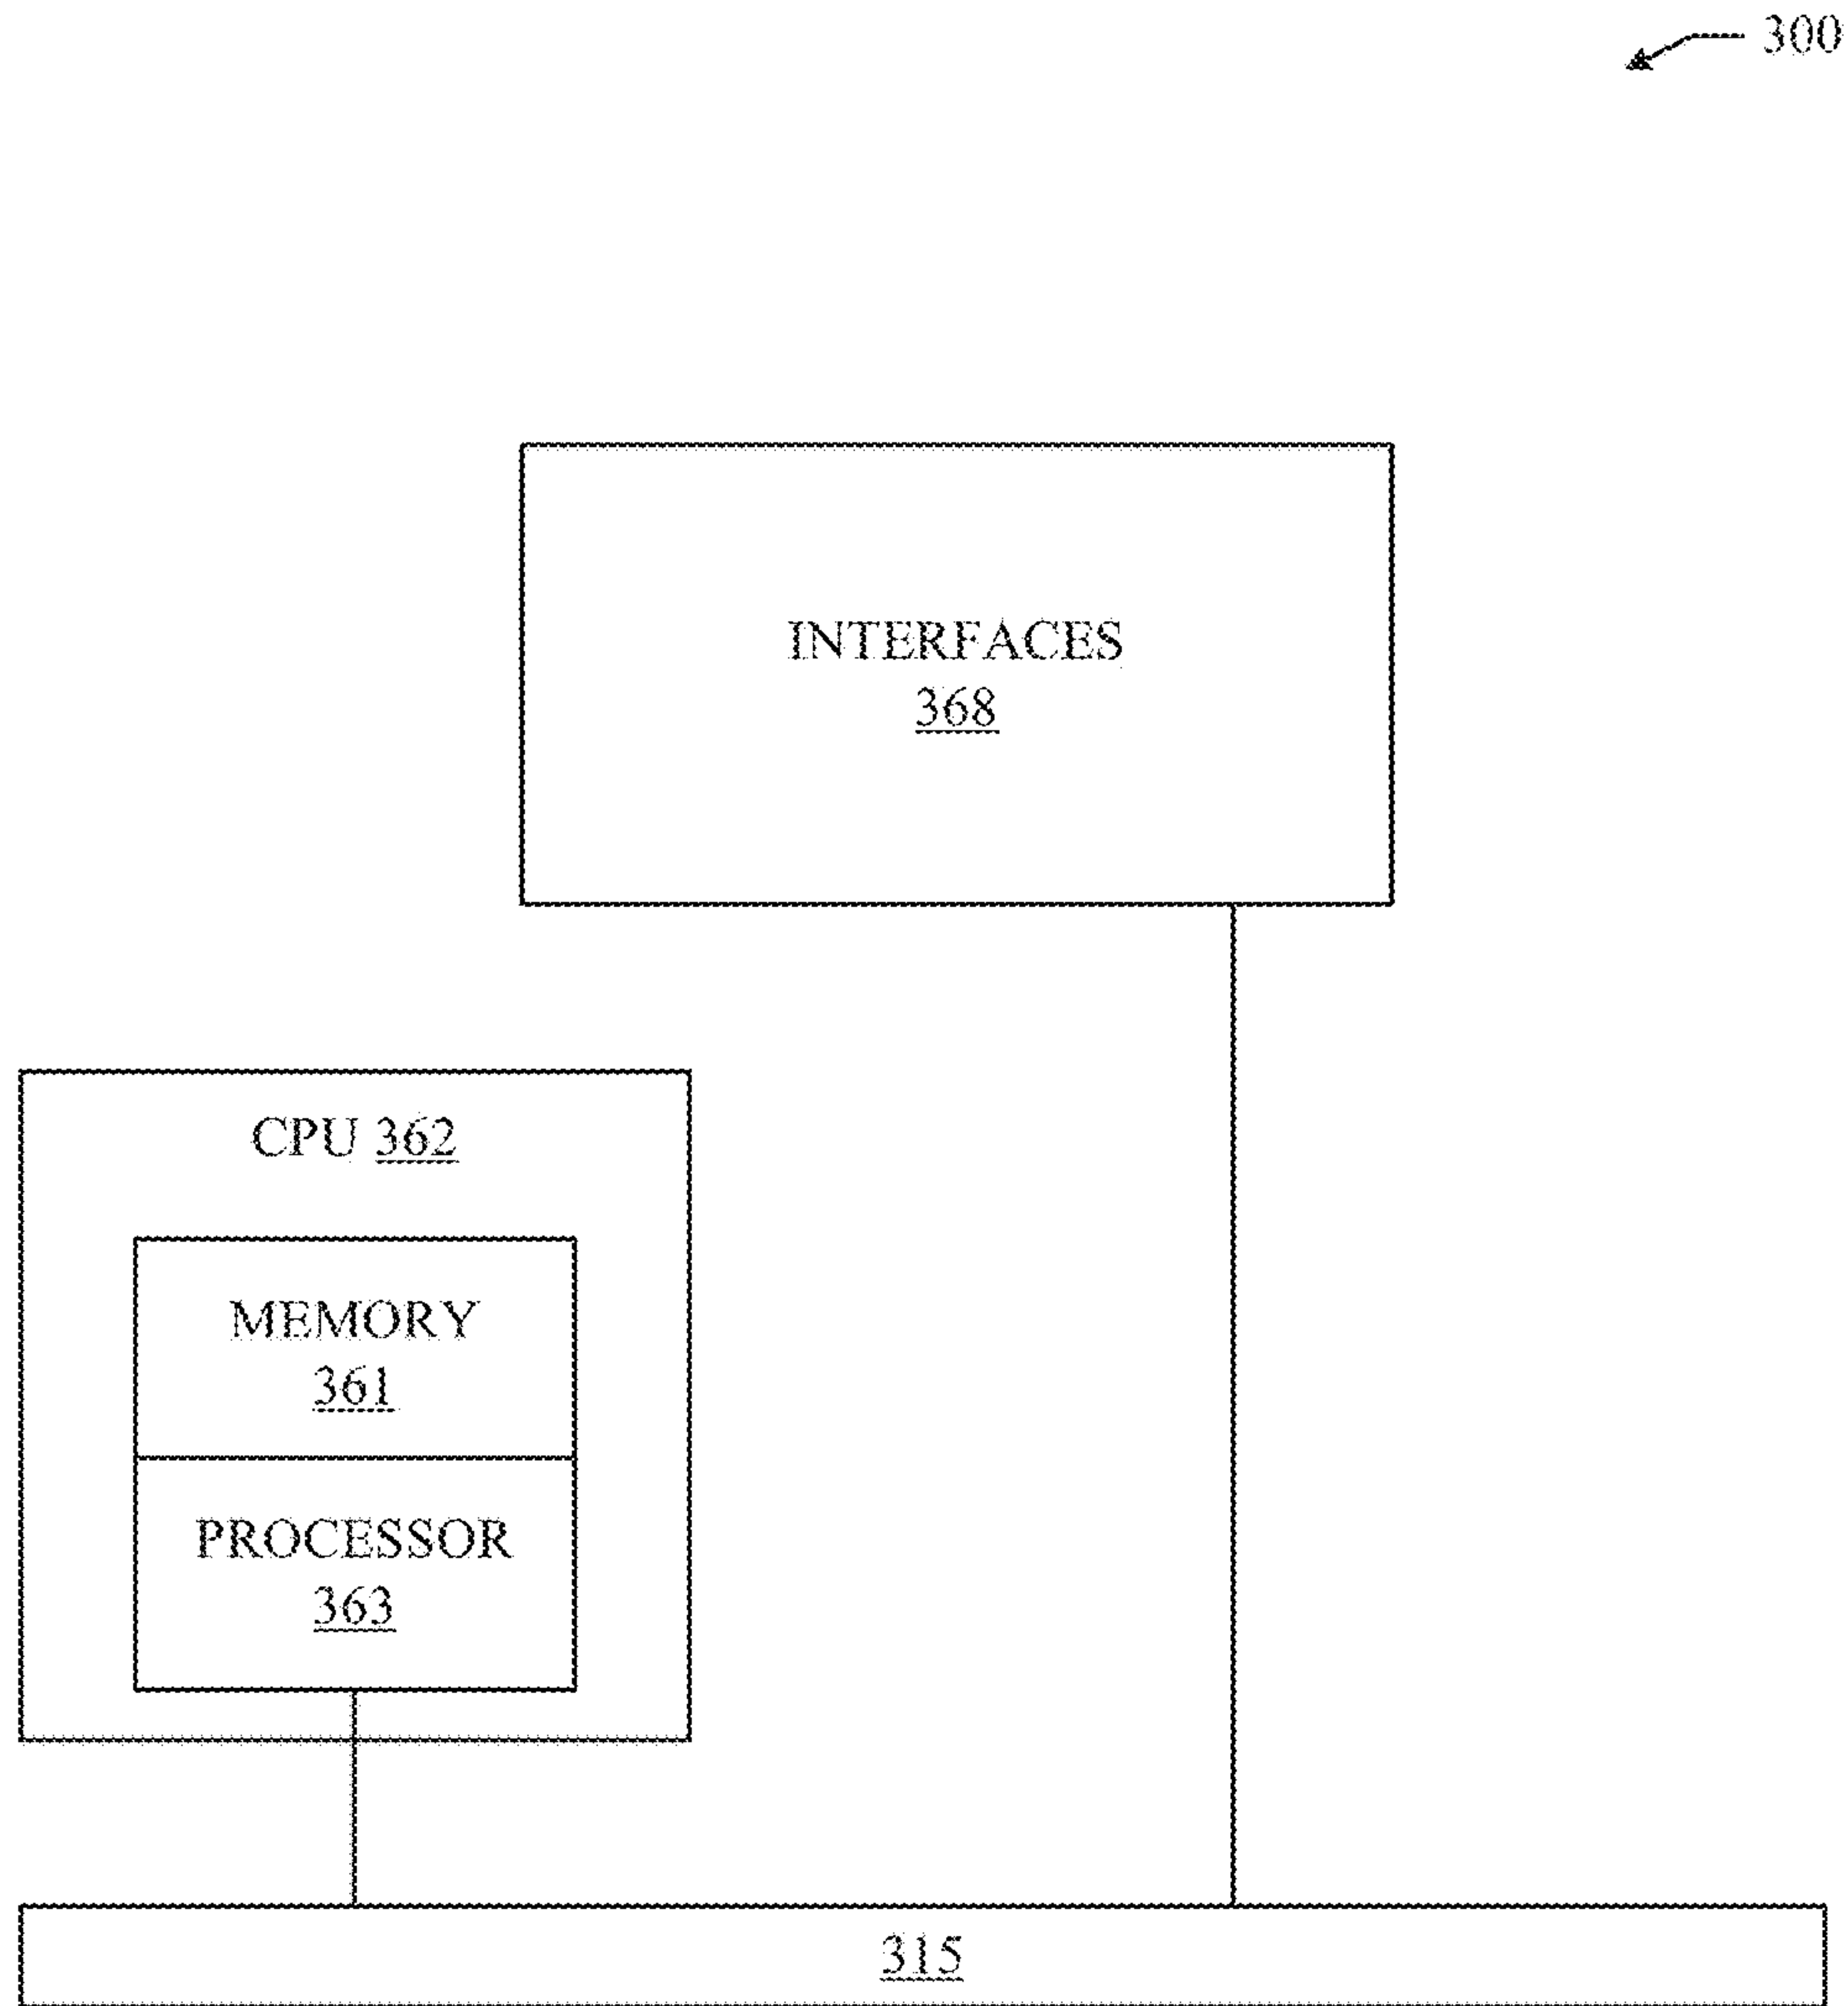 300
INTERFACES
368
CPU 362
MEMORY
361
PROCESSOR
363
315